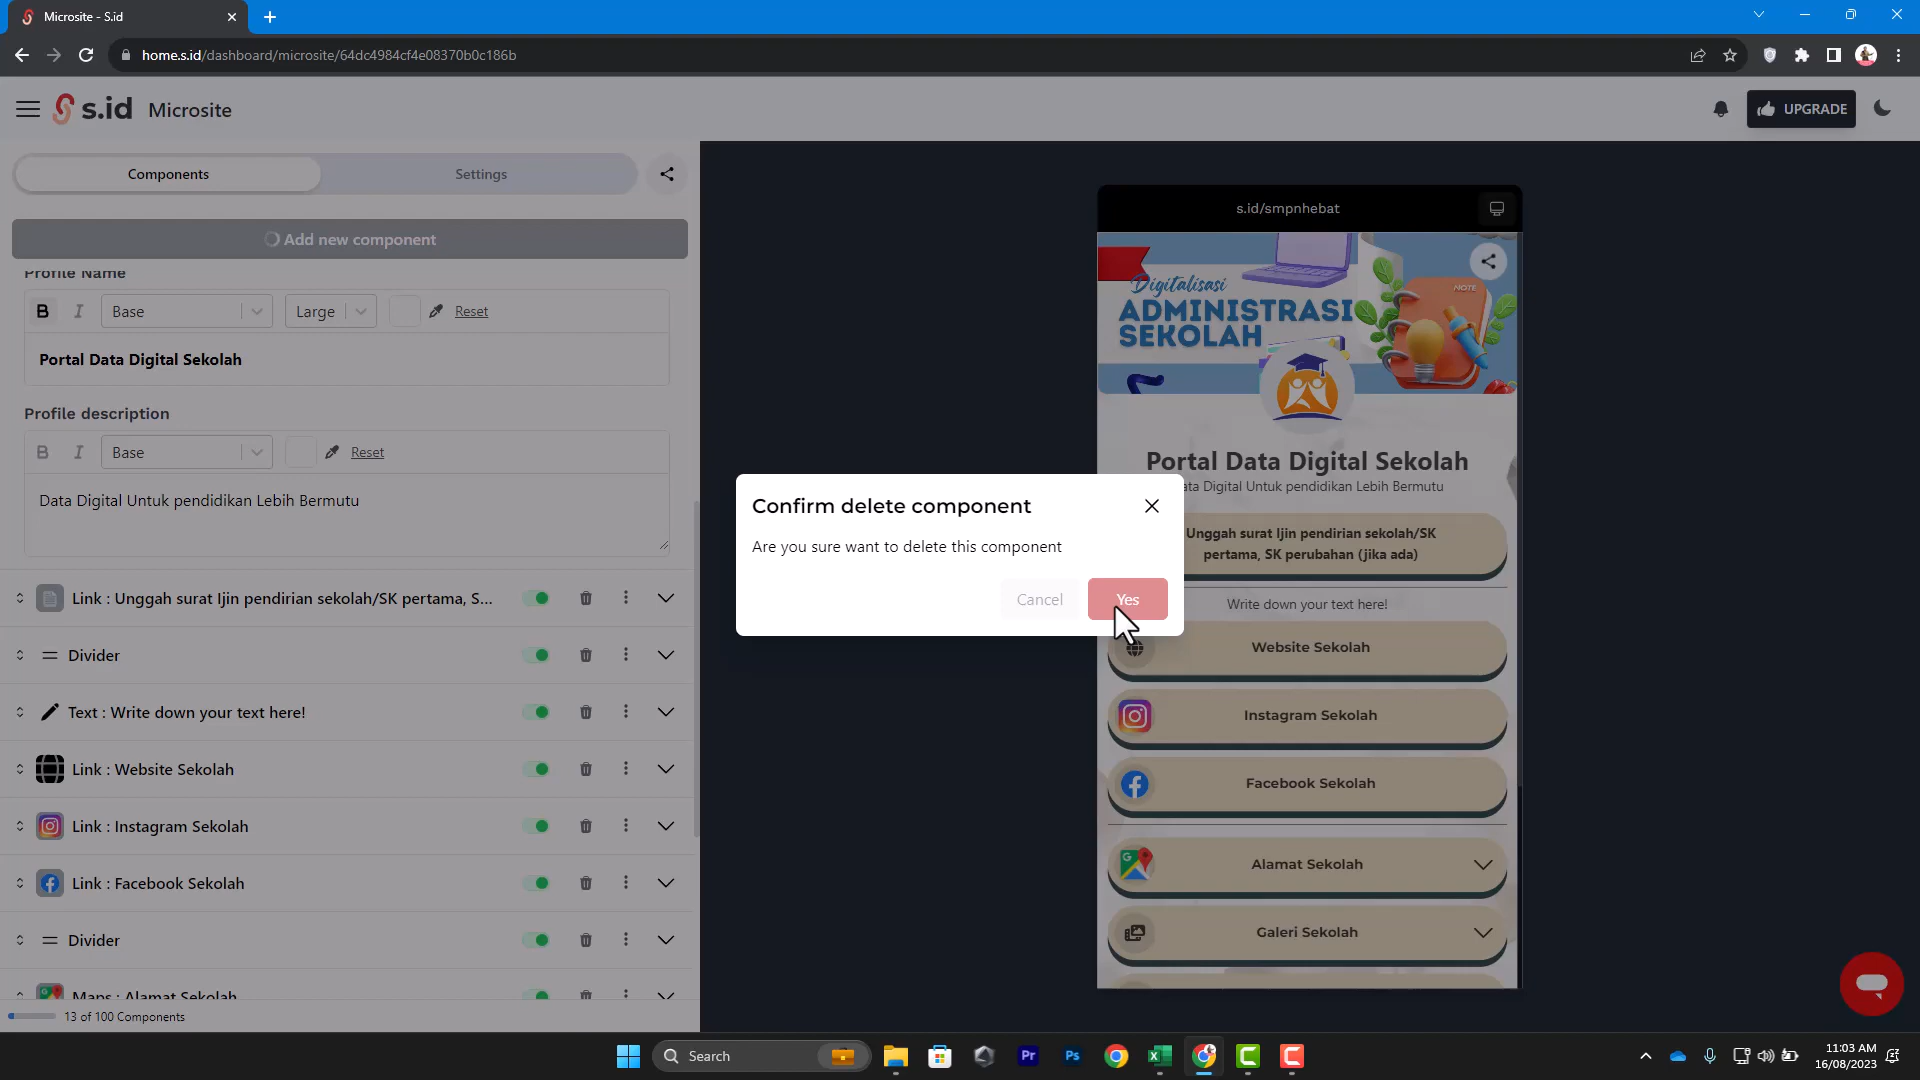 Microsite - S.id
home.s.id/dashboard/microsite/64dc4984cf4e08370b0c186b
s.id Microsite
UPGRADE
Components
Settings
Add new component
Profile Name
B I Base Large Reset
Portal Data Digital Sekolah
Profile description
B I Base Reset
Data Digital Untuk pendidikan Lebih Bermutu
Link : Unggah surat Ijin pendirian sekolah/SK pertama, S...
Divider
Text : Write down your text here!
Link : Website Sekolah
Link : Instagram Sekolah
Link : Facebook Sekolah
Divider
Maps : Alamat Sekolah
13 of 100 Components
Confirm delete component
Are you sure want to delete this component
Cancel
Yes
s.id/smpnhebat
Digitalisasi
ADMINISTRASI
SEKOLAH
NOTE
Portal Data Digital Sekolah
ata Digital Untuk pendidikan Lebih Bermutu
Unggah surat Ijin pendirian sekolah/SK
pertama, SK perubahan (jika ada)
Write down your text here!
Website Sekolah
Instagram Sekolah
Facebook Sekolah
Alamat Sekolah
Galeri Sekolah
Search
Pr
Ps
11:03 AM
16/08/2023